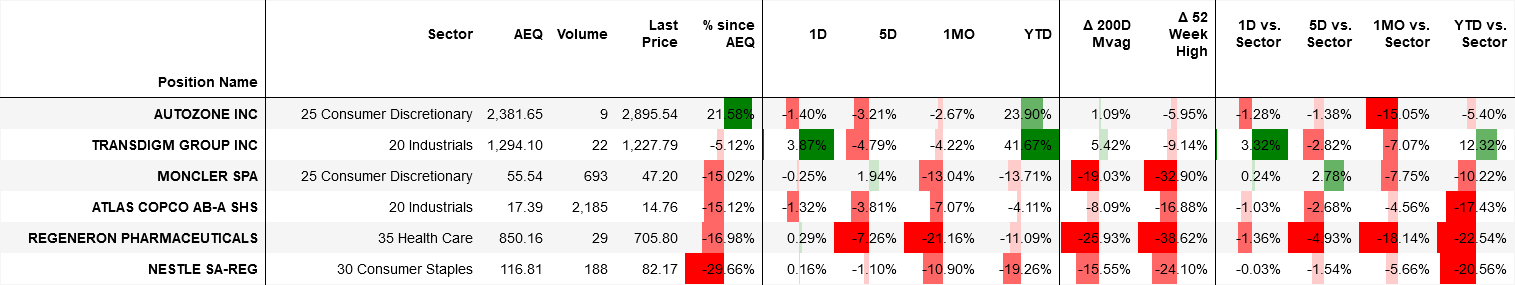 Position Name Sector AEQ Volume Last Price % since AEQ 1D 5D 1MO YTD Δ 200D Mvag Δ 52 Week High 1D vs. Sector 5D vs. Sector 1MO vs. Sector YTD vs. Sector
AUTOZONE INC 25 Consumer Discretionary 2,381.65 9 2,895.54 21.58% -1.40% -3.21% -2.67% 23.90% 1.09% -5.95% -1.28% -1.38% -15.05% -5.40%
TRANSDIGM GROUP INC 20 Industrials 1,294.10 22 1,227.79 -5.12% 3.87% -4.79% -4.22% 41.67% 5.42% -9.14% 3.32% -2.82% -7.07% 12.32%
MONCLER SPA 25 Consumer Discretionary 55.54 693 47.20 -15.02% -0.25% 1.94% -13.04% -13.71% -19.03% -32.90% 0.24% 2.78% -7.75% -10.22%
ATLAS COPCO AB-A SHS 20 Industrials 17.39 2,185 14.76 -15.12% -1.32% -3.81% -7.07% -4.11% -8.09% -16.88% -1.03% -2.68% -4.56% -17.43%
REGENERON PHARMACEUTICALS 35 Health Care 850.16 29 705.80 -16.98% 0.29% -7.26% -21.16% -11.09% -25.93% -38.62% -1.36% -4.93% -18.14% -22.54%
NESTLE SA-REG 30 Consumer Staples 116.81 188 82.17 -29.66% 0.16% -1.10% -10.90% -19.26% -15.55% -24.10% -0.03% -1.54% -5.66% -20.56%